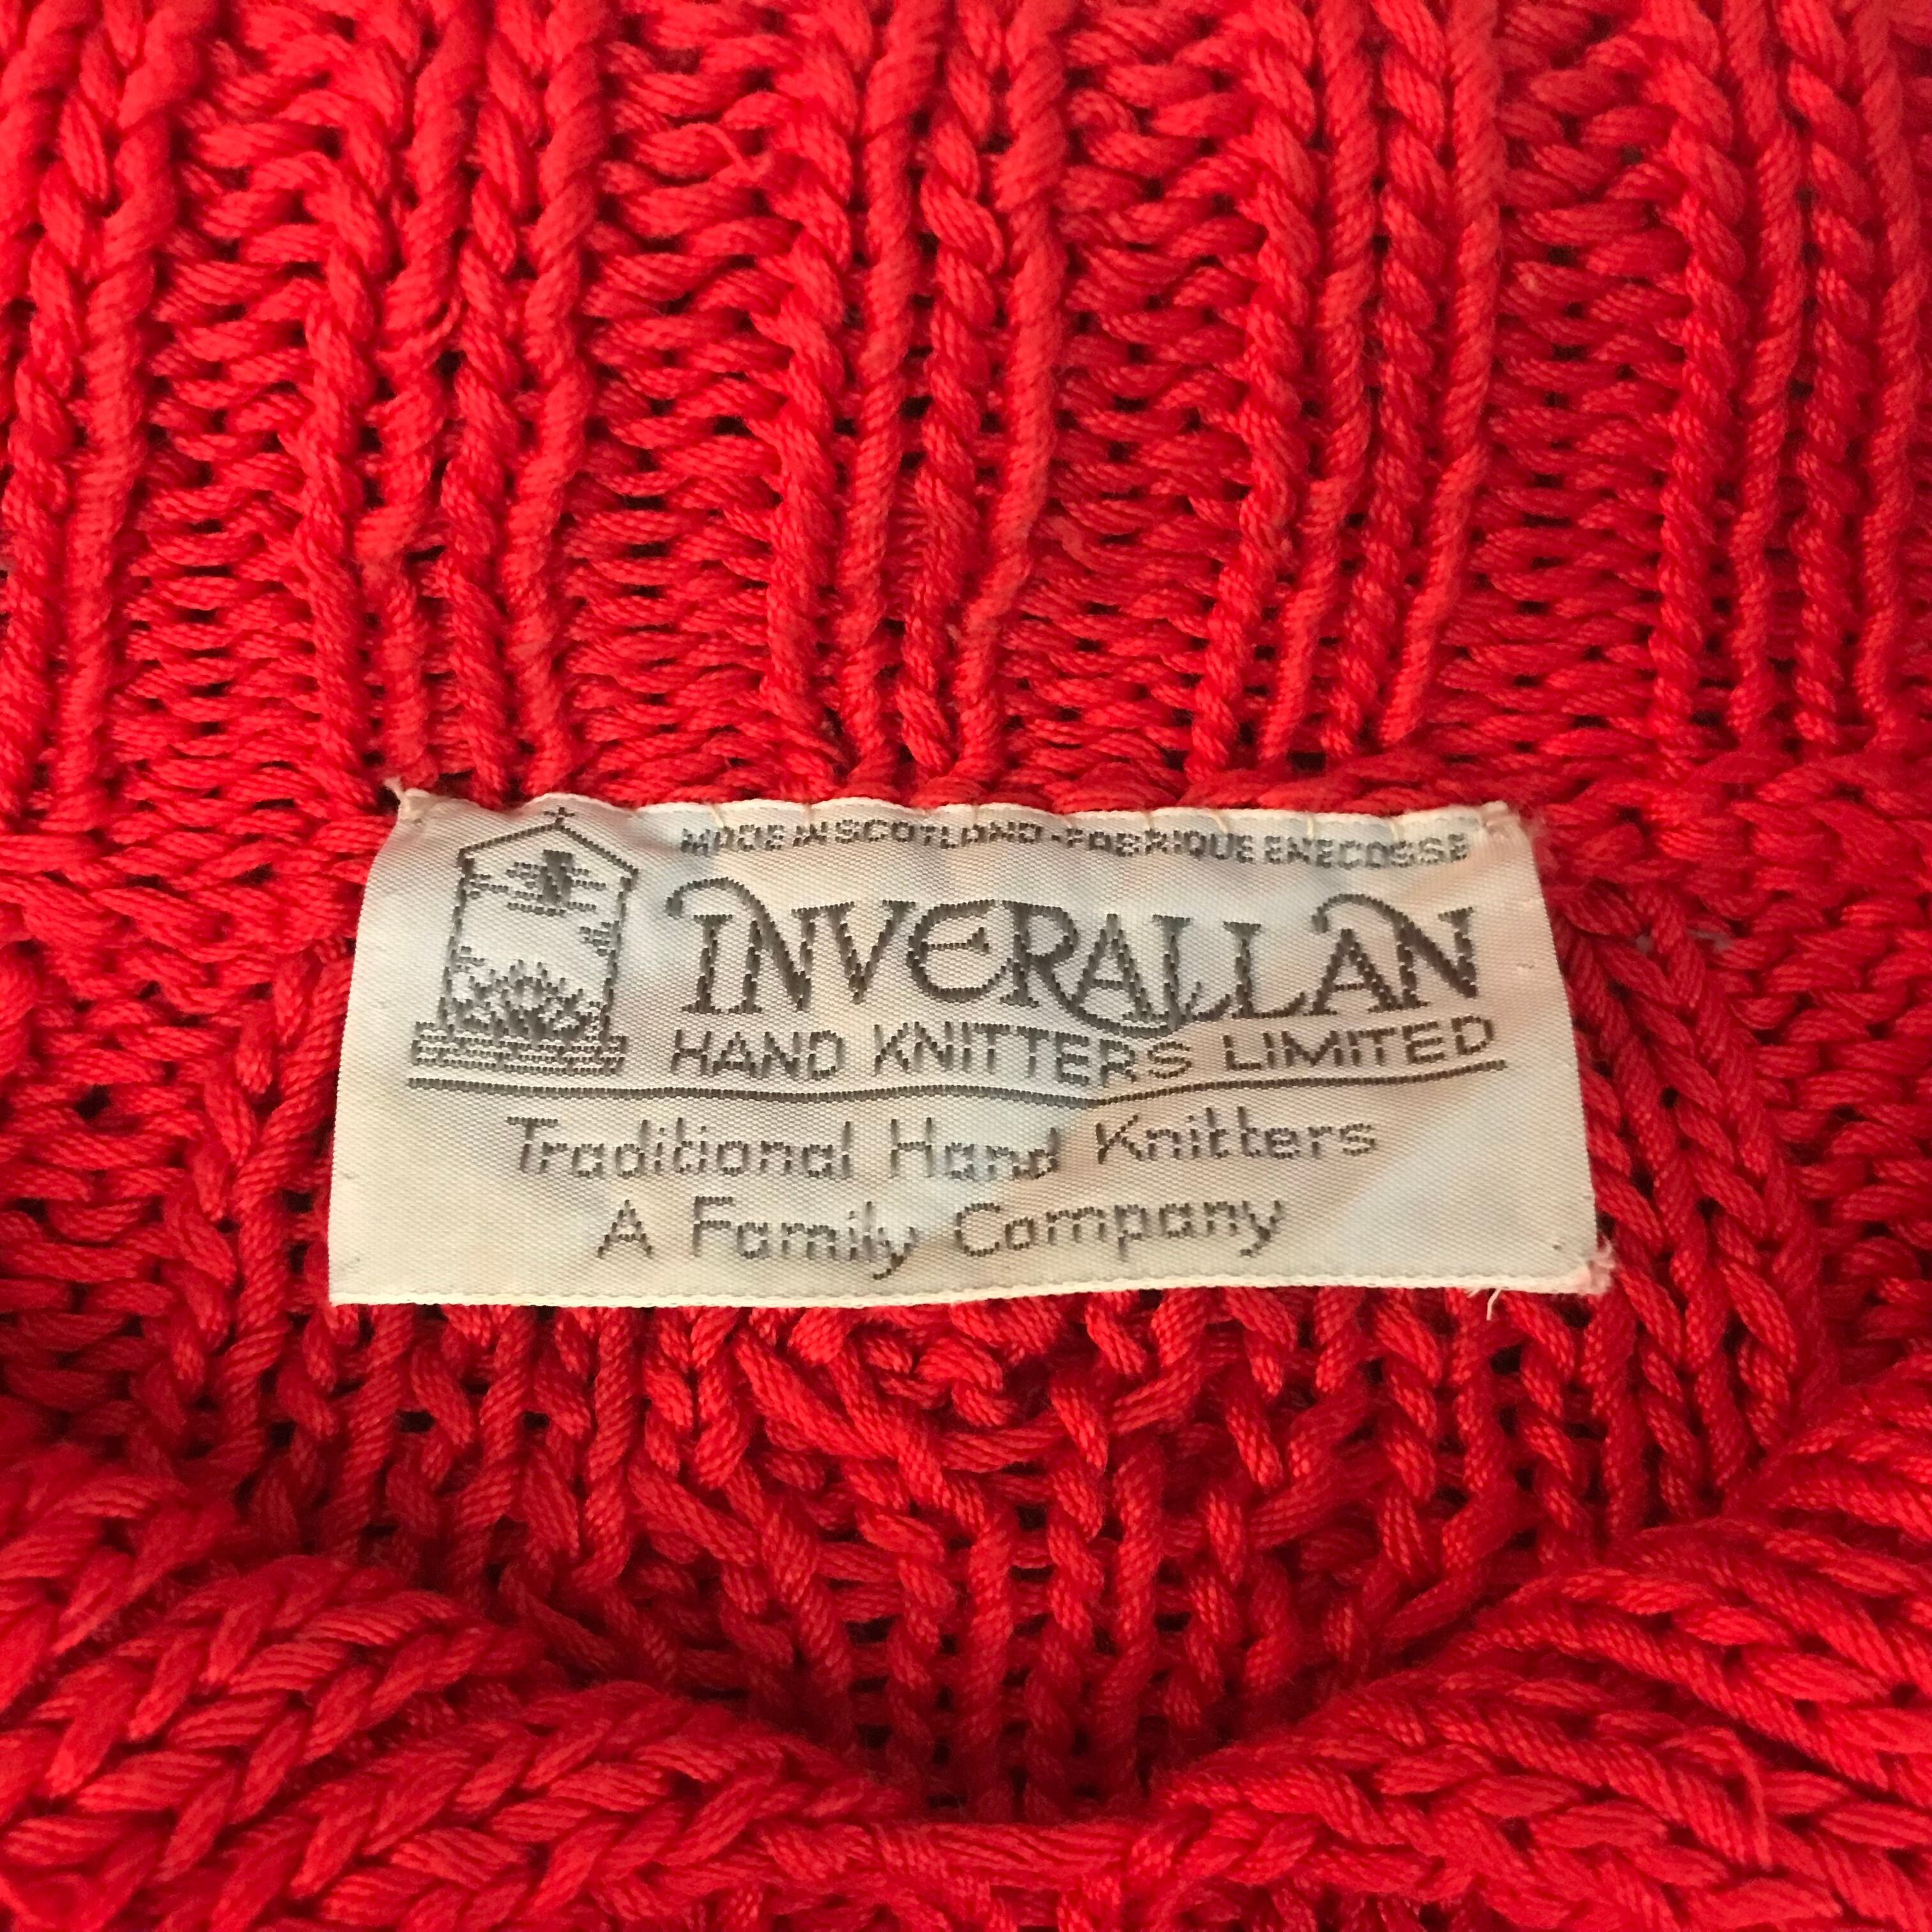 MADE IN SCOTLAND - FABRIQUE EN ECOSSE
INVERALLAN
HAND KNITTERS LIMITED
Traditional Hand Knitters
A Family Company